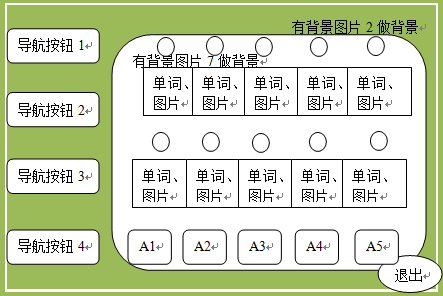 有背景图片 2 做背景
导航按钮 1
有背景图片 7 做背景
单词、图片 单词、图片 单词、图片 单词、图片 单词、图片
导航按钮 2
导航按钮 3
单词、图片 单词、图片 单词、图片 单词、图片 单词、图片
导航按钮 4
A1 A2 A3 A4 A5
退出